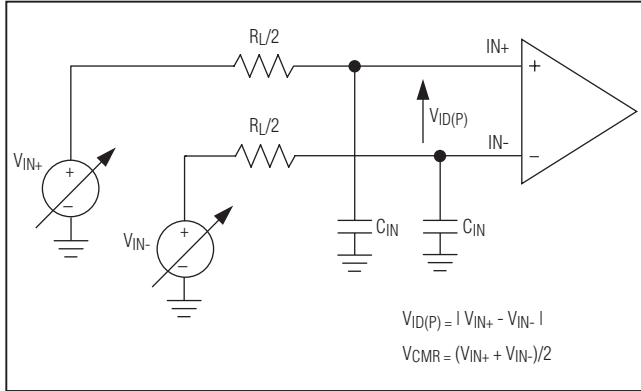 RL/2
IN+
+
VID(P)
RL/2
IN-
−
VIN+
+
−
VIN-
+
−
CIN
CIN
VID(P) = | VIN+ - VIN- |
VCMR = (VIN+ + VIN-)/2